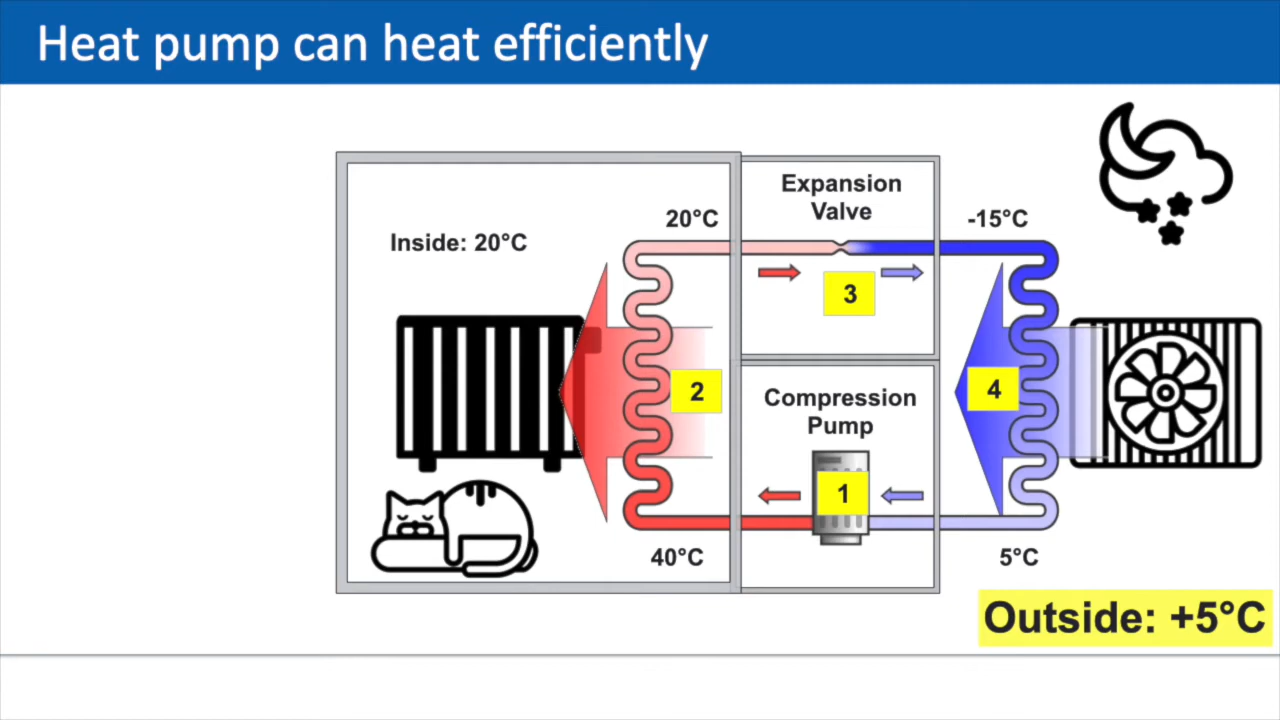 Heat pump can heat efficiently
Expansion
Valve
20°C
-15°C
Inside: 20°C
3
2
4
Compression
Pump
1
40°C
5°C
Outside: +5°C